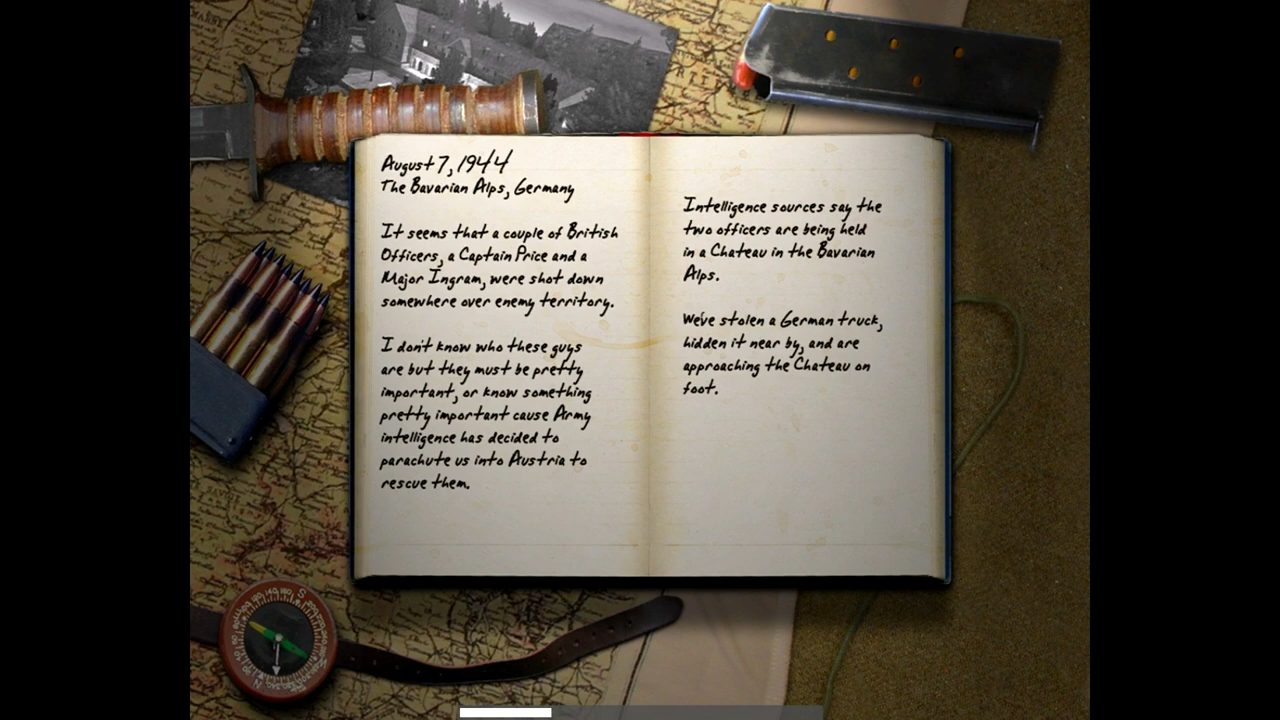 August 7, 1944
The Bavarian Alps, Germany
It seems that a couple of British
Officers, a Captain Price and a
Major Ingram, were shot down
somewhere over enemy territory.
I don't know who these guys
are but they must be pretty
important, or know something
pretty important cause Army
intelligence has decided to
parachute us into Austria to
rescue them.
Intelligence sources say the
two officers are being held
in a Chateau in the Bavarian
Alps.
We've stolen a German truck,
hidden it near by, and are
approaching the Chateau on
foot.